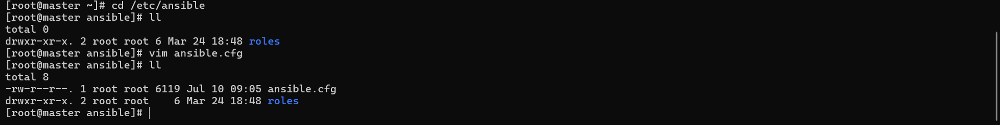 [root@master ~]# cd /etc/ansible
[root@master ansible]# ll
total 0
drwxr-xr-x. 2 root root 6 Mar 24 18:48 roles
[root@master ansible]# vim ansible.cfg
[root@master ansible]# ll
total 8
-rw-r--r--. 1 root root 6119 Jul 10 09:05 ansible.cfg
drwxr-xr-x. 2 root root    6 Mar 24 18:48 roles
[root@master ansible]#